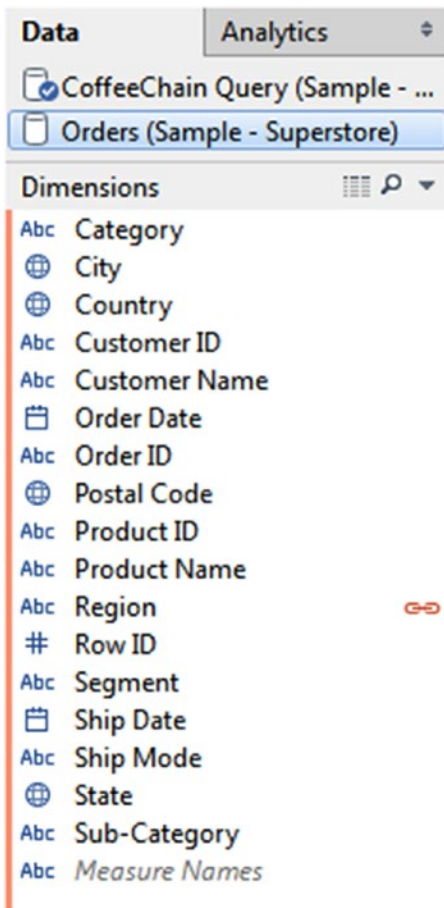 Data Analytics
CoffeeChain Query (Sample - ...
Orders (Sample - Superstore)
Dimensions
Abc Category
City
Country
Abc Customer ID
Abc Customer Name
Order Date
Abc Order ID
Postal Code
Abc Product ID
Abc Product Name
Abc Region
# Row ID
Abc Segment
Ship Date
Abc Ship Mode
State
Abc Sub-Category
Abc Measure Names